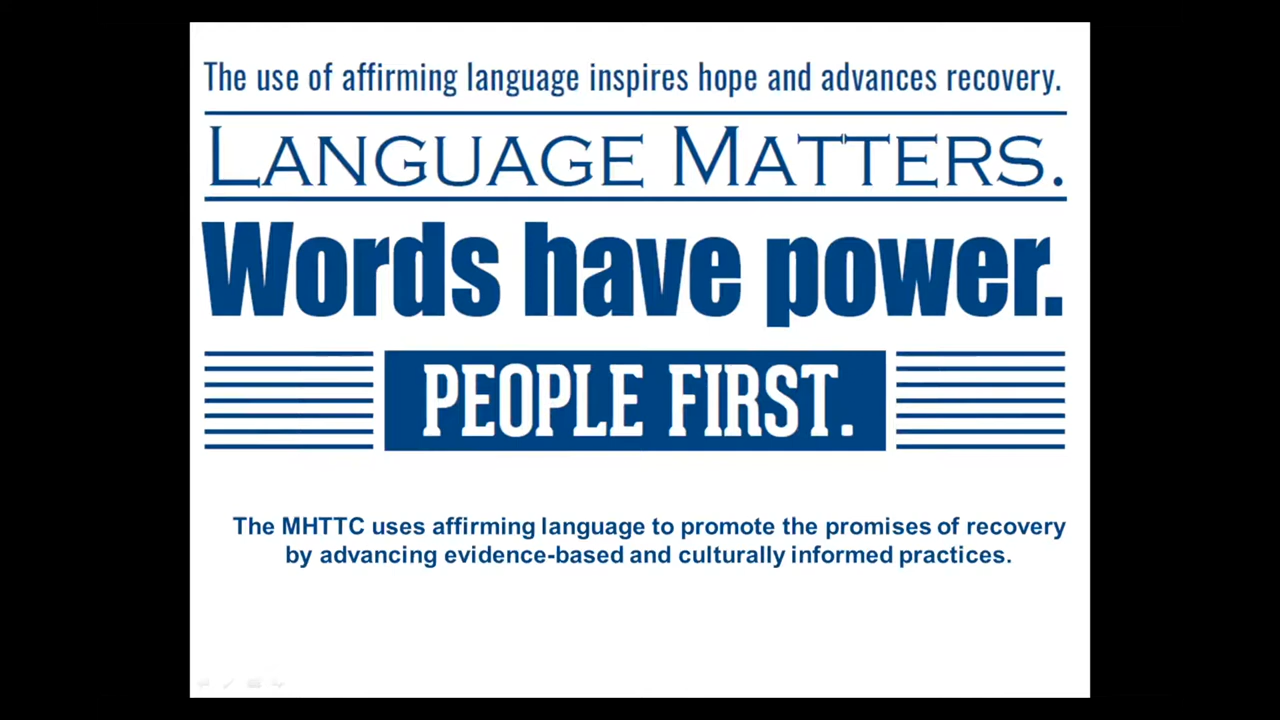 The use of affirming language inspires hope and advances recovery.
LANGUAGE MATTERS.
Words have power.
PEOPLE FIRST.
The MHTTC uses affirming language to promote the promises of recovery
by advancing evidence-based and culturally informed practices.